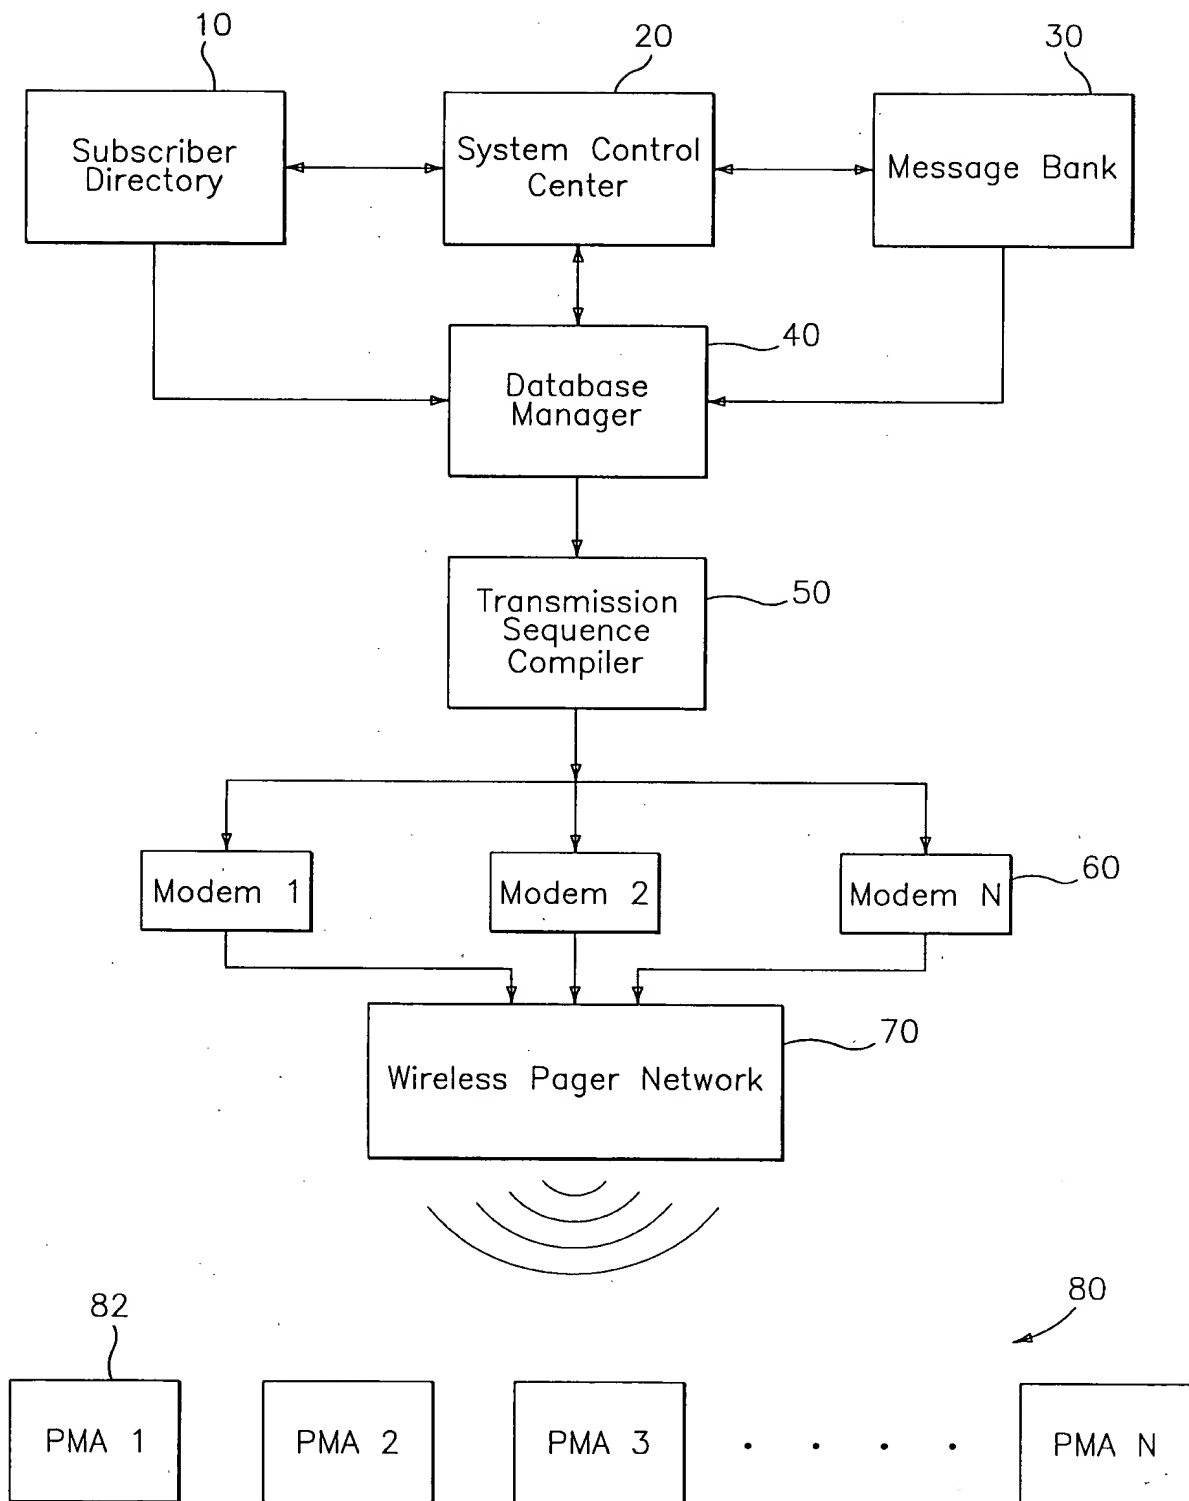 10
20
30
Subscriber
Directory
System Control
Center
Message Bank
40
Database
Manager
50
Transmission
Sequence
Compiler
60
Modem 1
Modem 2
Modem N
70
Wireless Pager Network
80
82
PMA 1
PMA 2
PMA 3
PMA N